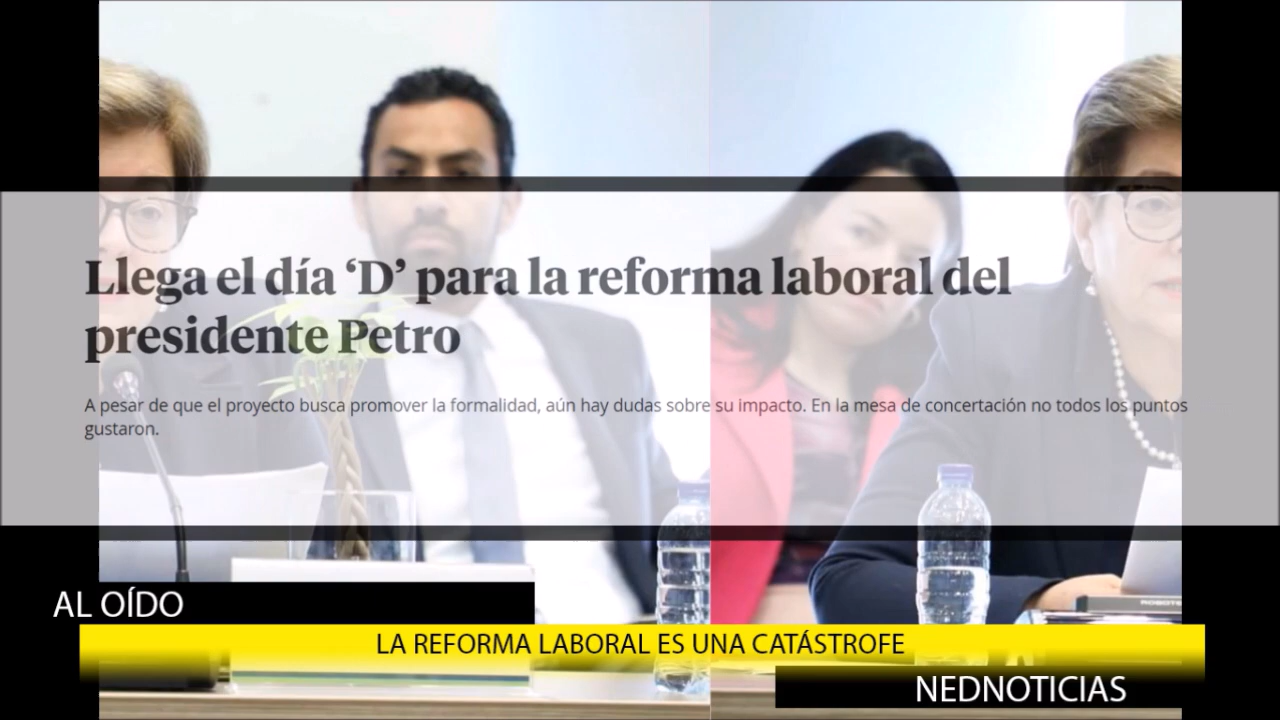 Llega el día ‘D’ para la reforma laboral del
presidente Petro
A pesar de que el proyecto busca promover la formalidad, aún hay dudas sobre su impacto. En la mesa de concertación no todos los puntos
gustaron.
ROBOTS
AL OÍDO
LA REFORMA LABORAL ES UNA CATÁSTROFE
NEDNOTICIAS